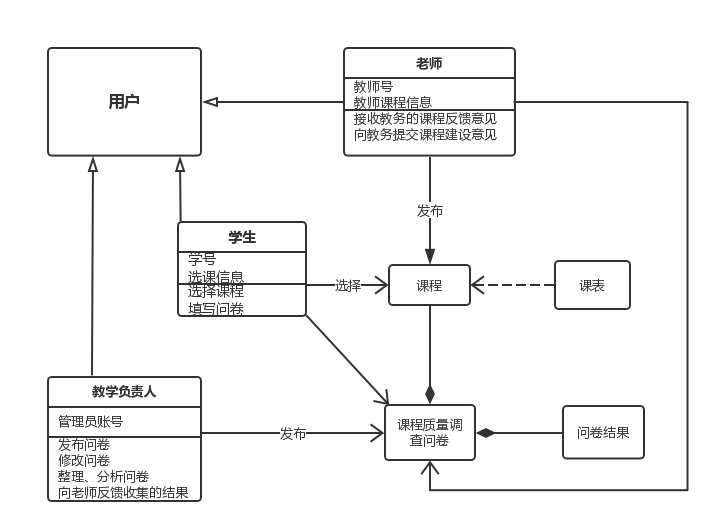 用户
老师
教师号
教师课程信息
接收教务的课程反馈意见
向教务提交课程建设意见
发布
学生
学号
选课信息
选择课程
填写问卷
选择
课程
课表
教学负责人
管理员账号
发布问卷
修改问卷
整理、分析问卷
向老师反馈收集的结果
发布
课程质量调
查问卷
问卷结果